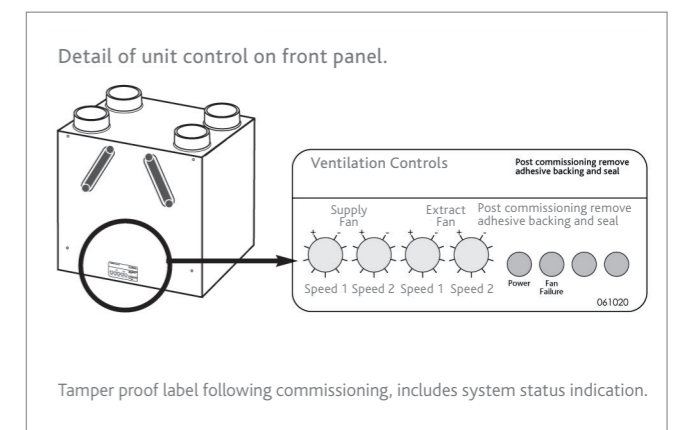 Detail of unit control on front panel.
Ventilation Controls
Post commissioning remove
adhesive backing and seal
Supply
Fan
Extract
Fan
Post commissioning remove
adhesive backing and seal
+ - + - + - + -
Speed 1 Speed 2 Speed 1 Speed 2
Power
Fan
Failure
061020
Tamper proof label following commissioning, includes system status indication.